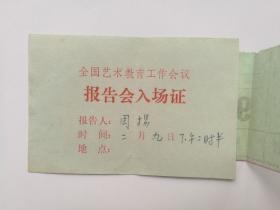 全国艺术教育工作会议
报告会入场证
报告人：周扬
时 间：二月九日下午二时半
地 点：